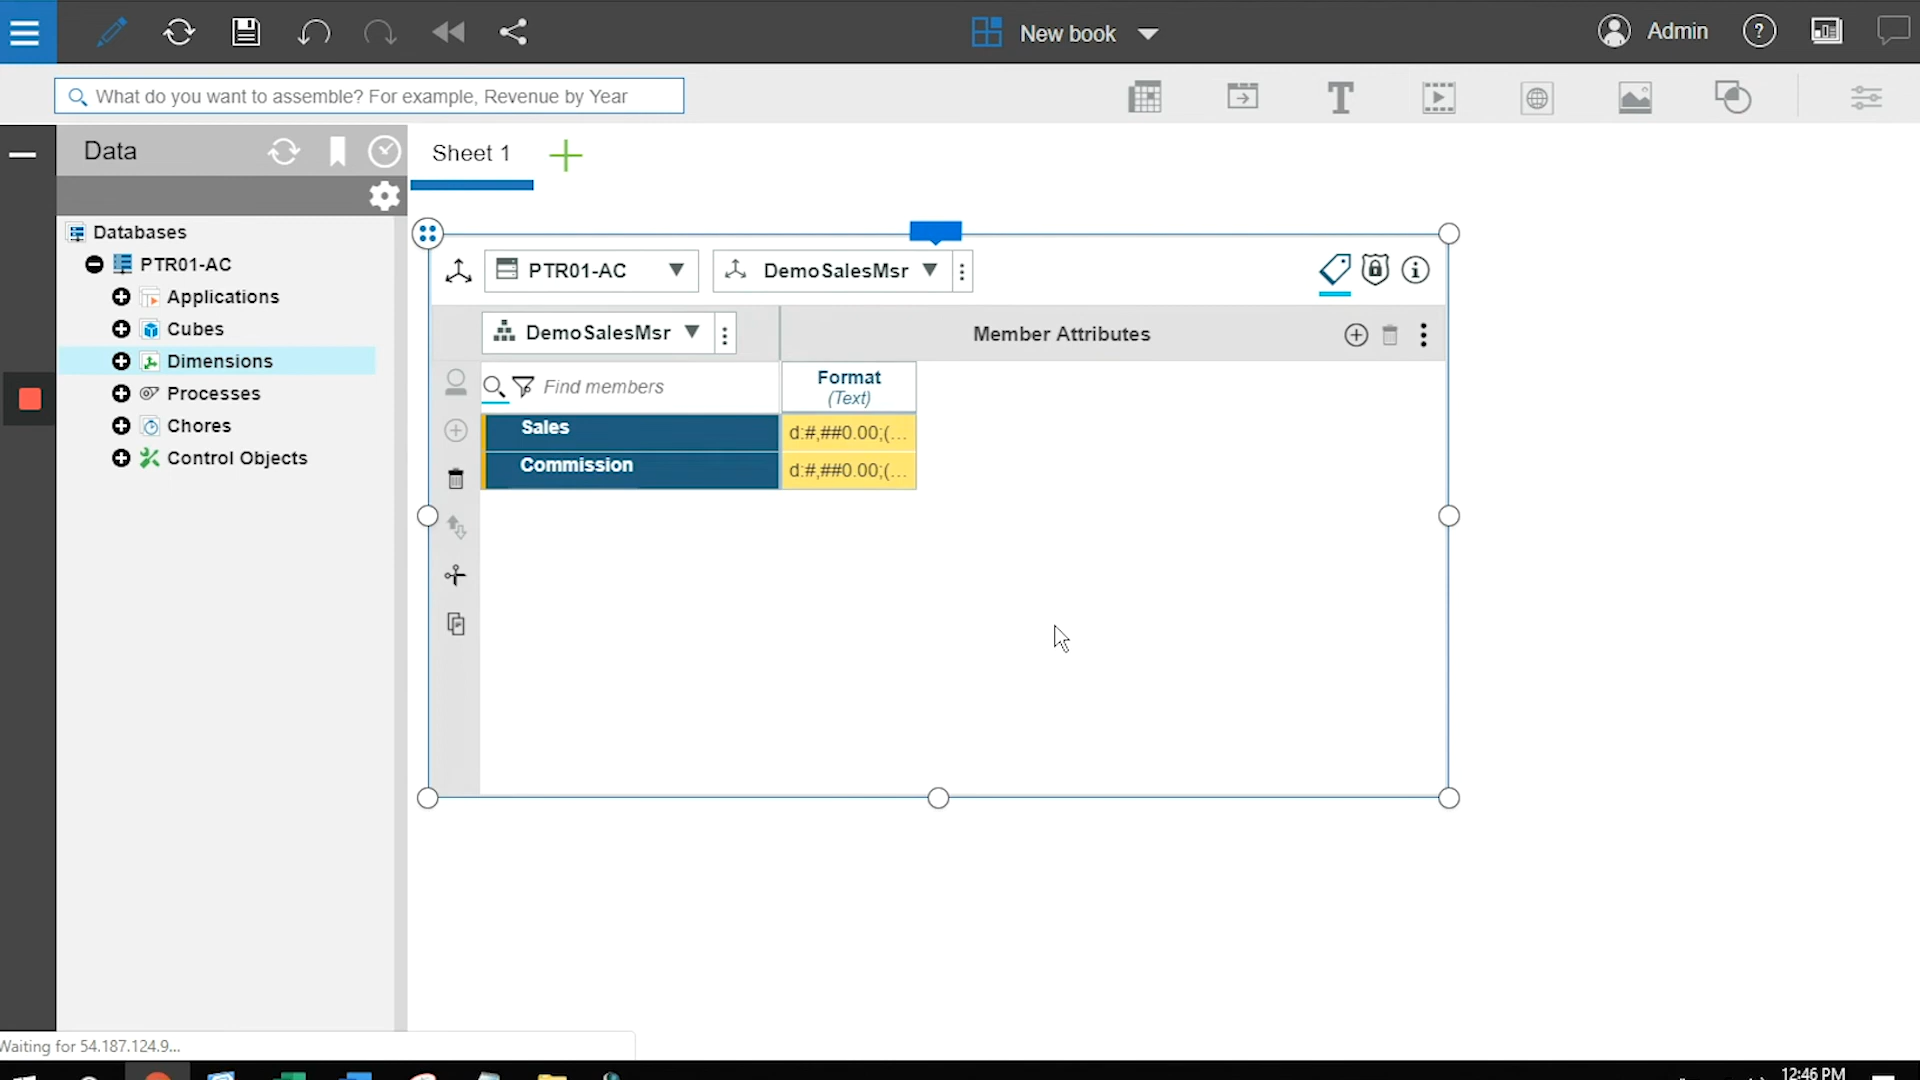 New book
Admin
What do you want to assemble? For example, Revenue by Year
Data
Sheet 1
Databases
PTR01-AC
Applications
Cubes
Dimensions
Processes
Chores
Control Objects
PTR01-AC
DemoSalesMsr
DemoSalesMsr
Member Attributes
Find members
Format
(Text)
Sales
d:#,##0.00;(...
Commission
d:#,##0.00;(...
Waiting for 54.187.124.9...
12:46 PM